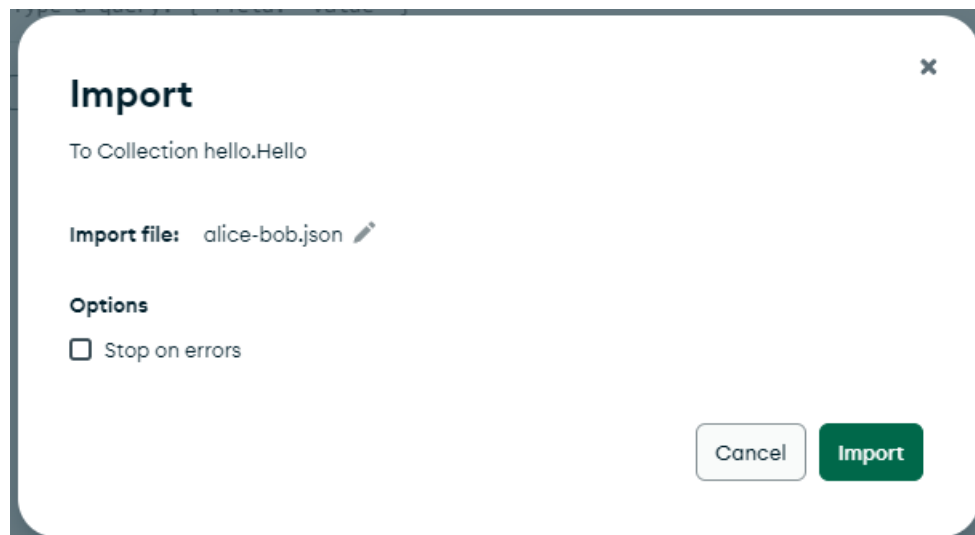 Import
To Collection hello.Hello
Import file: alice-bob.json
Options
Stop on errors
Cancel Import